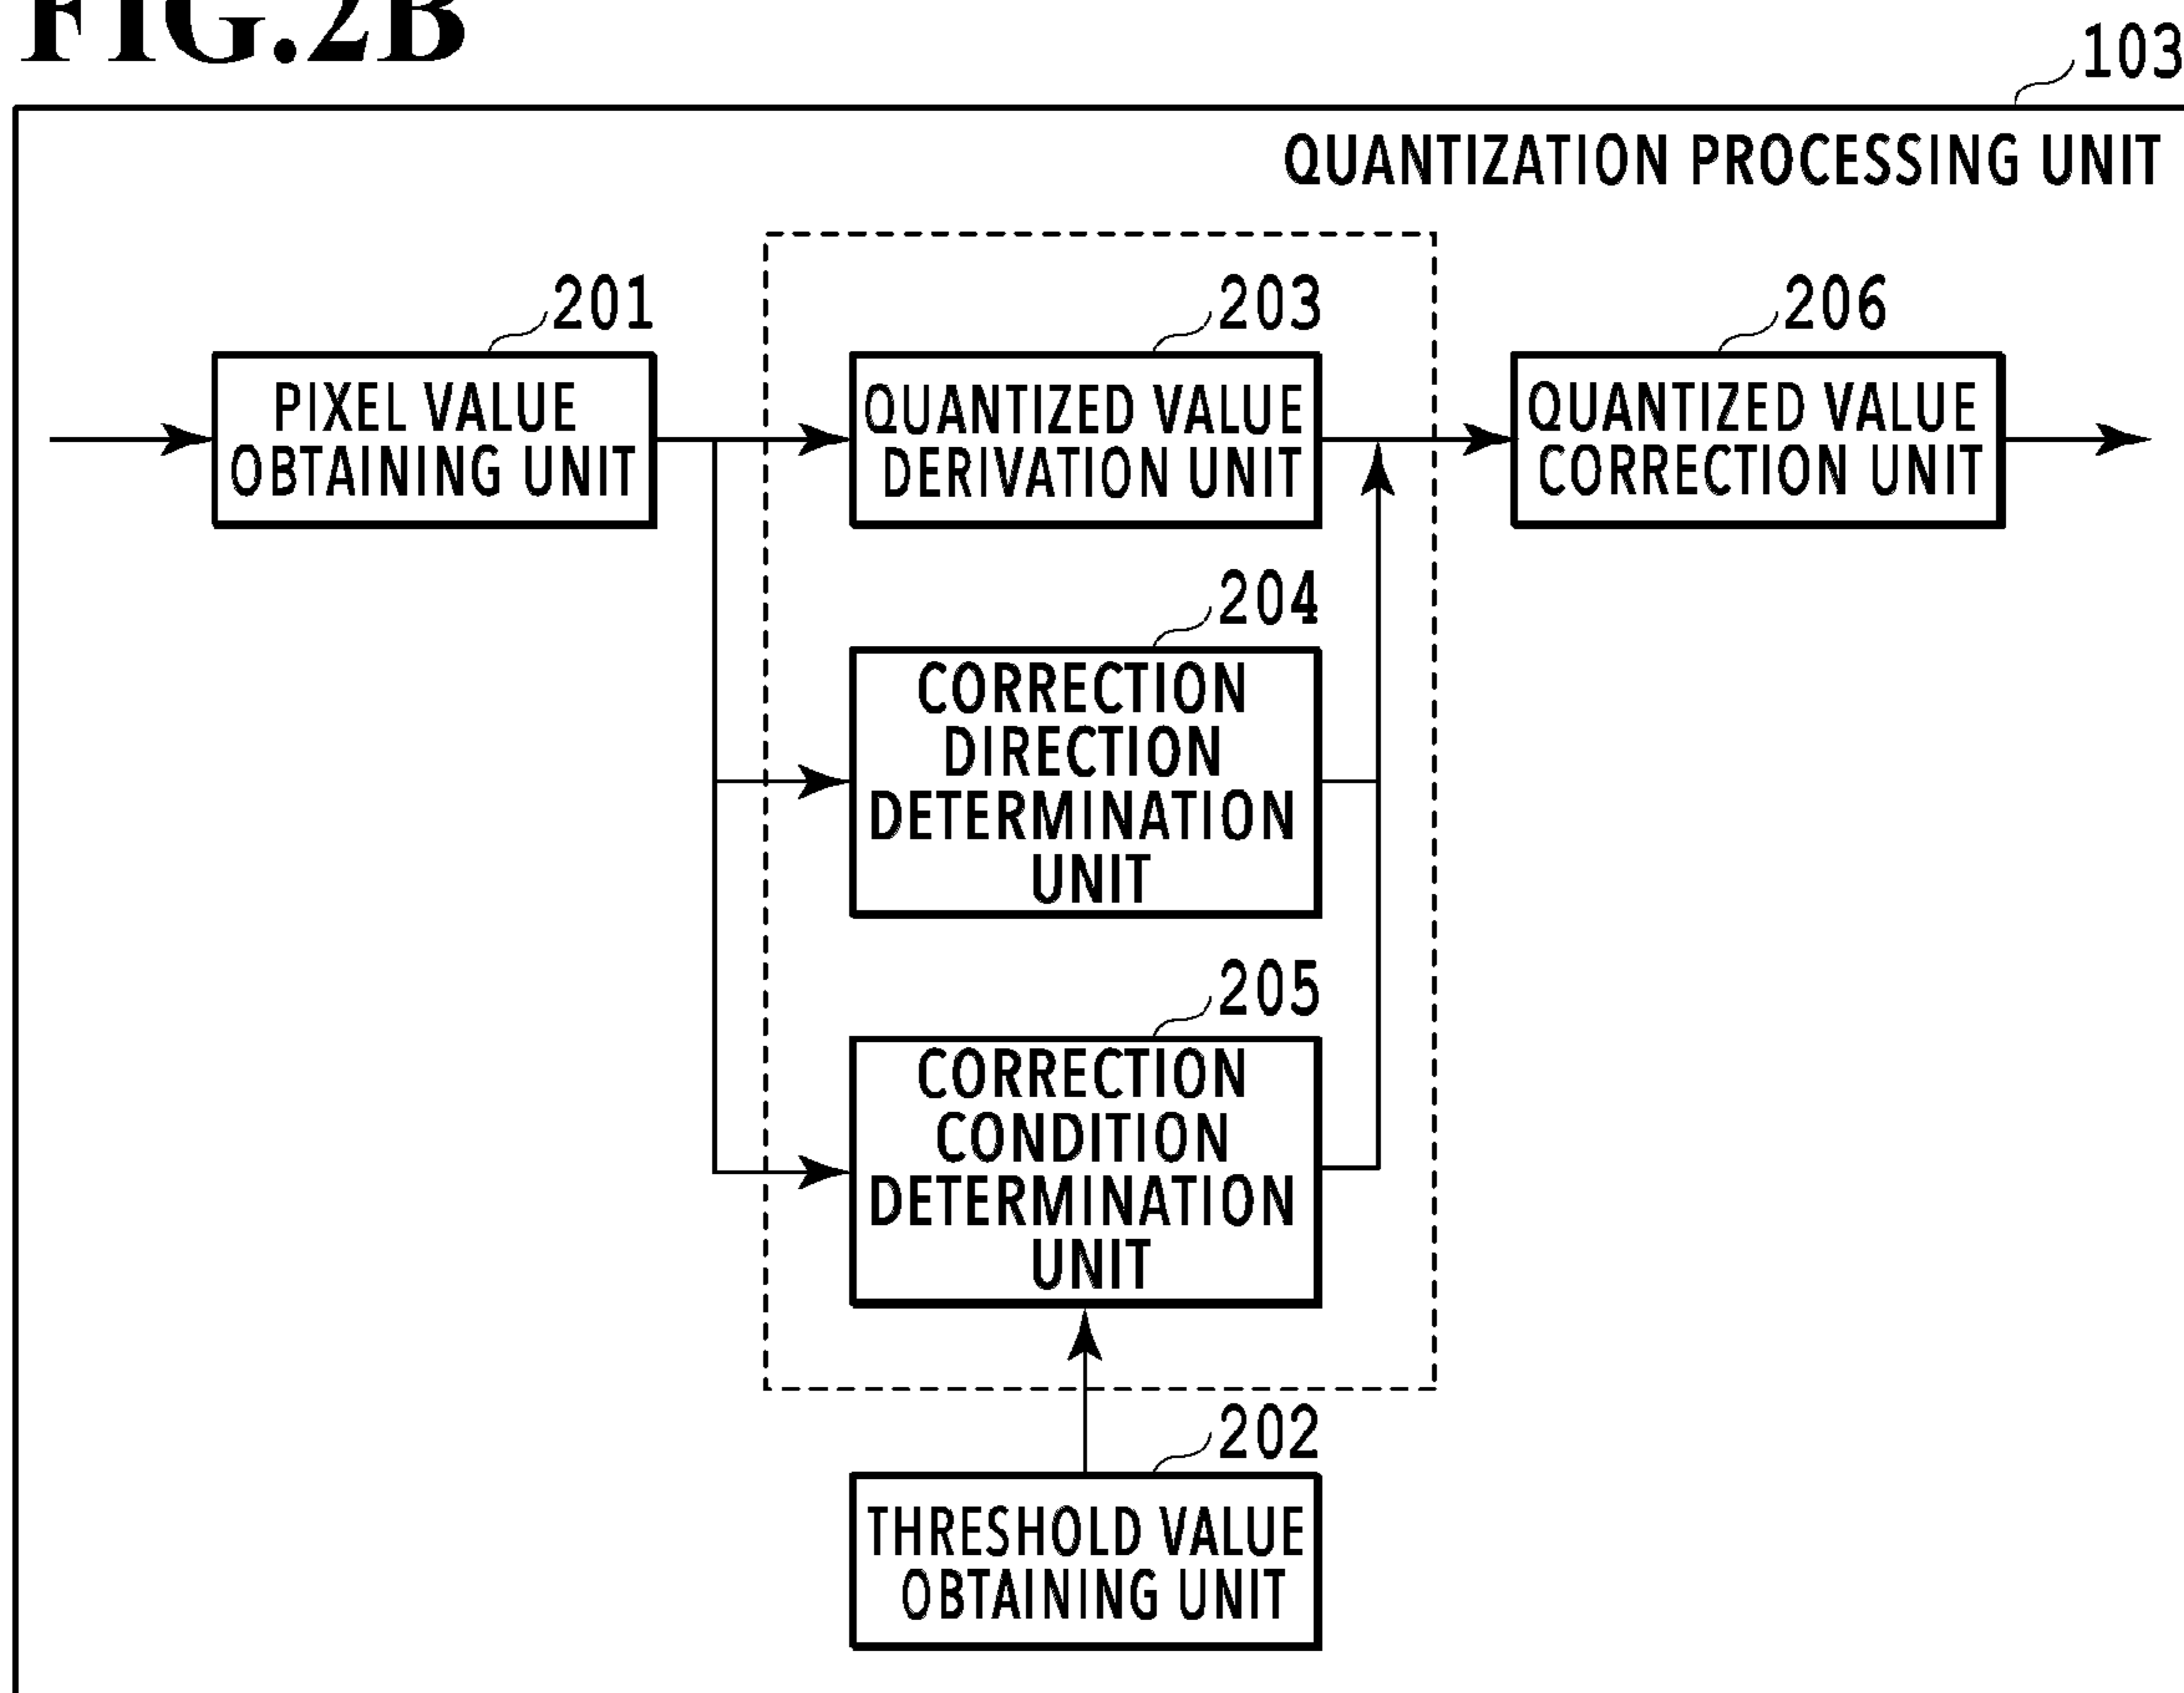 FIG.2B
103
QUANTIZATION PROCESSING UNIT
201
PIXEL VALUE
OBTAINING UNIT
203
QUANTIZED VALUE
DERIVATION UNIT
206
QUANTIZED VALUE
CORRECTION UNIT
204
CORRECTION
DIRECTION
DETERMINATION
UNIT
205
CORRECTION
CONDITION
DETERMINATION
UNIT
202
THRESHOLD VALUE
OBTAINING UNIT